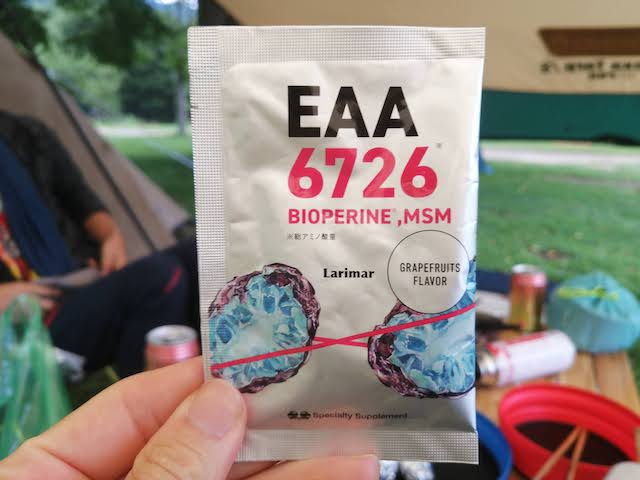 EAA
6726※
BIOPERINE®,MSM
※総アミノ酸量
Larimar
GRAPEFRUITS
FLAVOR
Specialty Supplement